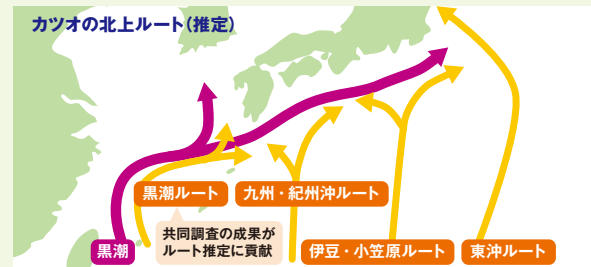 カツオの北上ルート(推定)
黒潮ルート
九州・紀州沖ルート
共同調査の成果が
ルート推定に貢献
黒潮
伊豆・小笠原ルート
東沖ルート